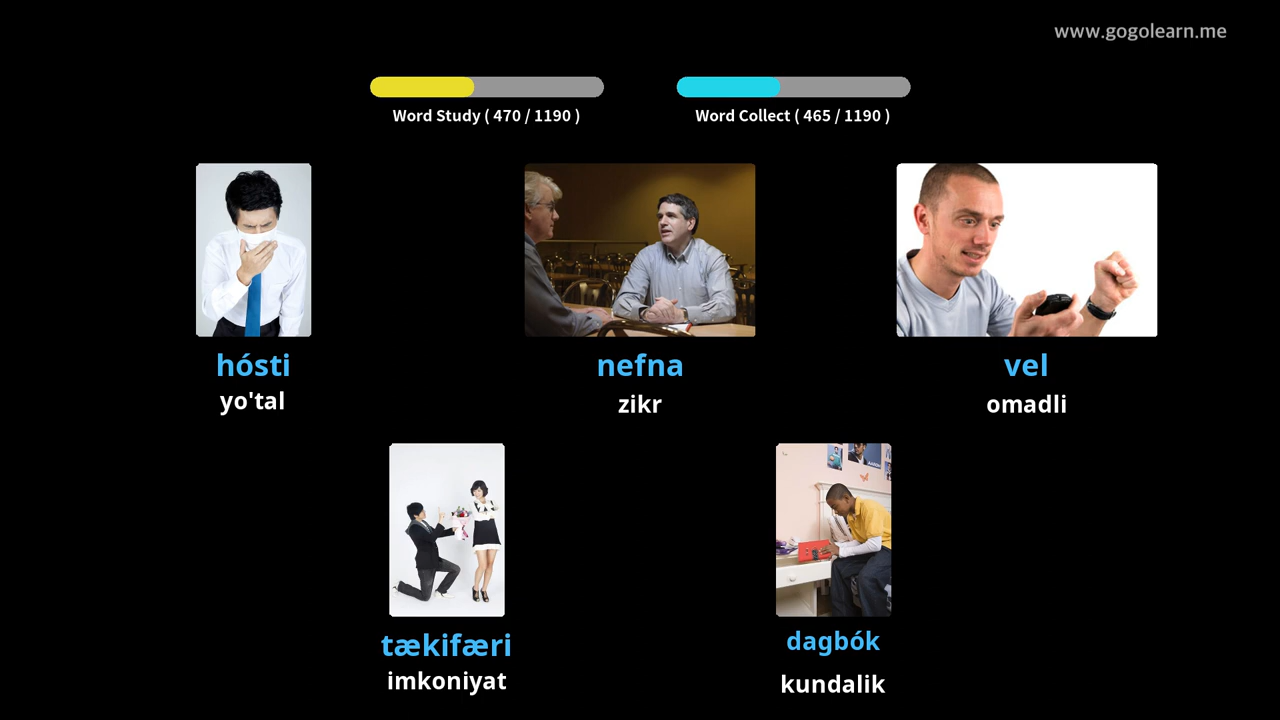 www.gogolearn.me
Word Study ( 470 / 1190 )
Word Collect ( 465 / 1190 )
hósti
yo'tal
nefna
zikr
vel
omadli
tækifæri
imkoniyat
dagbók
kundalik